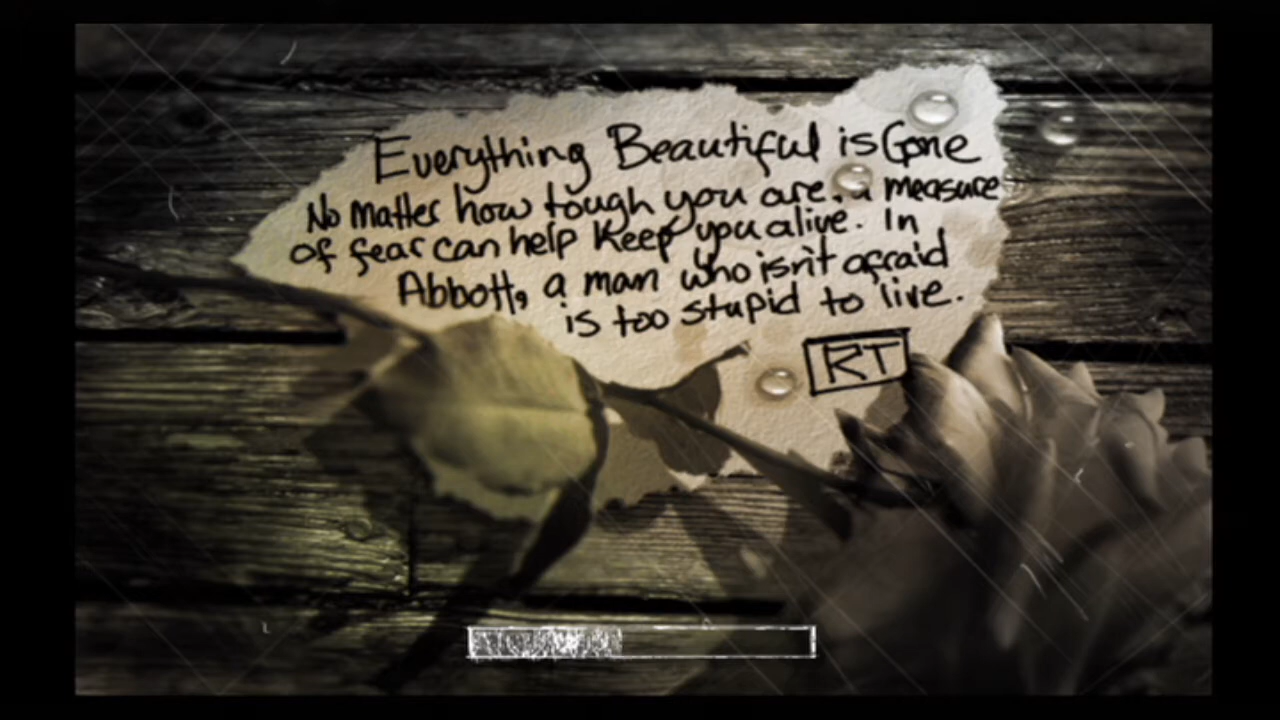 Everything Beautiful is Gone
No matter how tough you are, a measure
of fear can help keep you alive. In
Abbott, a man who isn't afraid
is too stupid to live.
RT